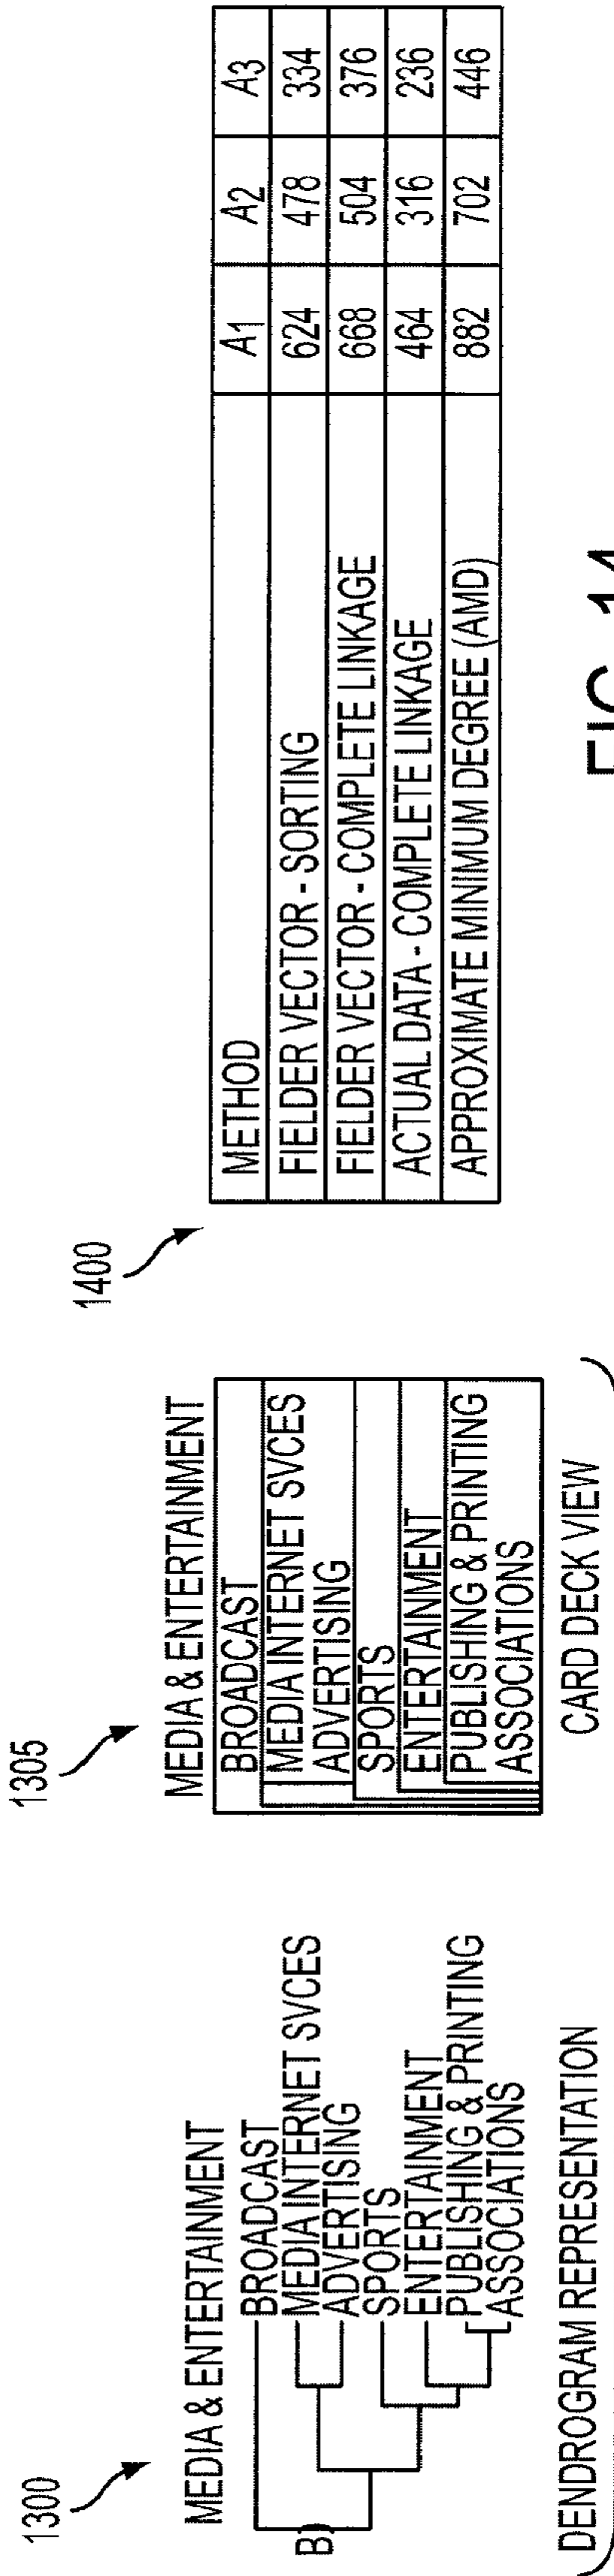 1300
MEDIA & ENTERTAINMENT
BROADCAST
MEDIA INTERNET SVCES
ADVERTISING
SPORTS
ENTERTAINMENT
PUBLISHING & PRINTING
ASSOCIATIONS
B
DENDROGRAM REPRESENTATION
1305
MEDIA & ENTERTAINMENT
BROADCAST
MEDIA INTERNET SVCES
ADVERTISING
SPORTS
ENTERTAINMENT
PUBLISHING & PRINTING
ASSOCIATIONS
CARD DECK VIEW
1400
METHOD A1 A2 A3
FIELDER VECTOR - SORTING 624 478 334
FIELDER VECTOR - COMPLETE LINKAGE 668 504 376
ACTUAL DATA - COMPLETE LINKAGE 464 316 236
APPROXIMATE MINIMUM DEGREE (AMD) 882 702 446
FIG. 14